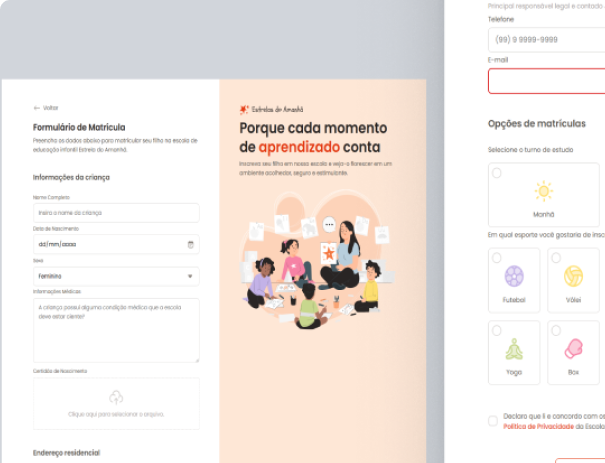 ← Voltar
Formulário de Matrícula
Preencha os dados abaixo para matricular seu filho na escola de
educação infantil Estrela do Amanhã.
Informações da criança
Nome Completo
Insira o nome da criança
Data de Nascimento
dd/mm/aaaa
Sexo
Feminino
Informações Médicas
A criança possui alguma condição médica que a escola
deve estar ciente?
Certidão de Nascimento
Clique aqui para selecionar o arquivo.
Endereço residencial
Estrelas do Amanhã
Porque cada momento
de aprendizado conta
Inscreva seu filho em nossa escola e veja-o florescer em um
ambiente acolhedor, seguro e estimulante.
Principal responsável legal e contado
Telefone
(99) 9 9999-9999
E-mail
Opções de matrículas
Selecione o turno de estudo
Manhã
Em qual esporte você gostaria de insc
Futebol
Vôlei
Yoga
Box
Declaro que li e concordo com os
Política de Privacidade da Escola